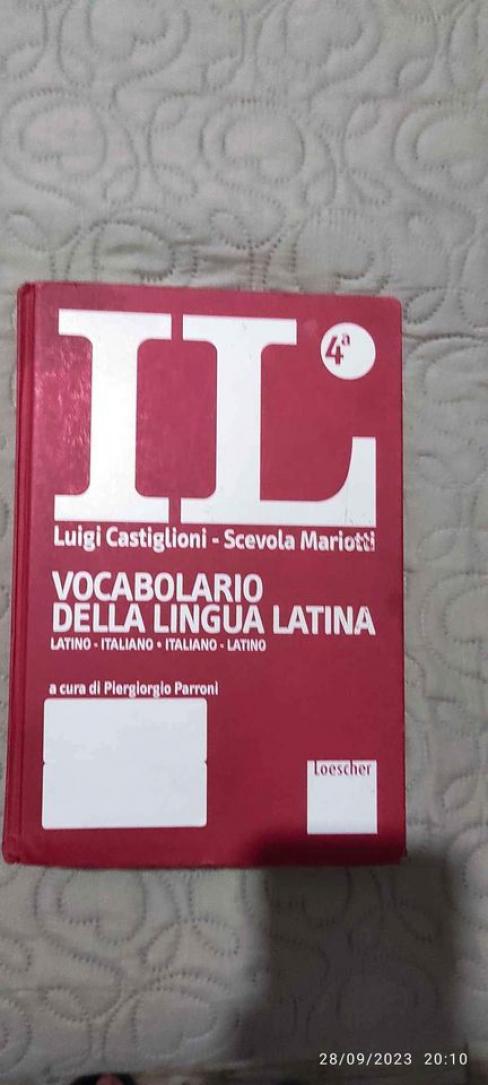 IL
4ª
Luigi Castiglioni - Scevola Mariotti
VOCABOLARIO
DELLA LINGUA LATINA
LATINO - ITALIANO • ITALIANO - LATINO
a cura di Piergiorgio Parroni
Loescher
28/09/2023 20:10